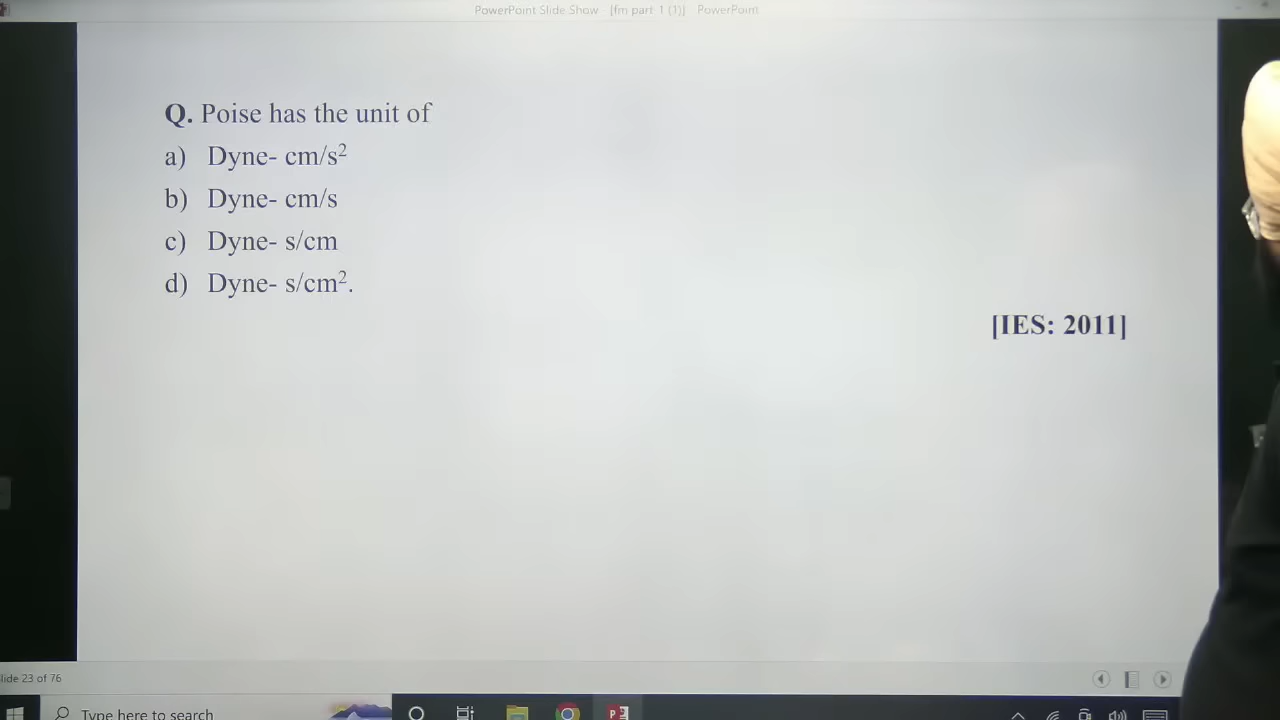 PowerPoint Slide Show - [fm part 1 (1)] - PowerPoint
Q. Poise has the unit of
a) Dyne- cm/s²
b) Dyne- cm/s
c) Dyne- s/cm
d) Dyne- s/cm².
[IES: 2011]
lide 23 of 76
Type here to search